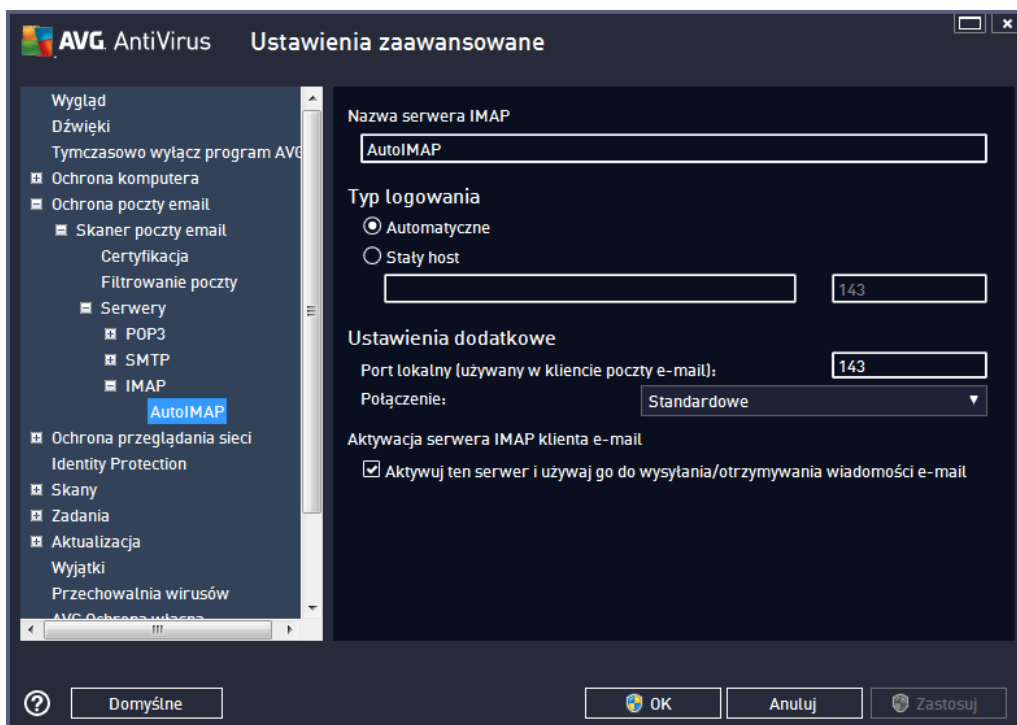 AVG. AntiVirus Ustawienia zaawansowane
Wygląd
Dźwięki
Tymczasowo wyłącz program AVG
Ochrona komputera
Ochrona poczty email
Skaner poczty email
Certyfikacja
Filtrowanie poczty
Serwery
POP3
SMTP
IMAP
AutoIMAP
Ochrona przeglądania sieci
Identity Protection
Skany
Zadania
Aktualizacja
Wyjątki
Przechowalnia wirusów
AVG Ochrona własna
Nazwa serwera IMAP
AutoIMAP
Typ logowania
Automatyczne
Stały host
143
Ustawienia dodatkowe
Port lokalny (używany w kliencie poczty e-mail): 143
Połączenie: Standardowe
Aktywacja serwera IMAP klienta e-mail
Aktywuj ten serwer i używaj go do wysyłania/otrzymywania wiadomości e-mail
Domyślne OK Anuluj Zastosuj